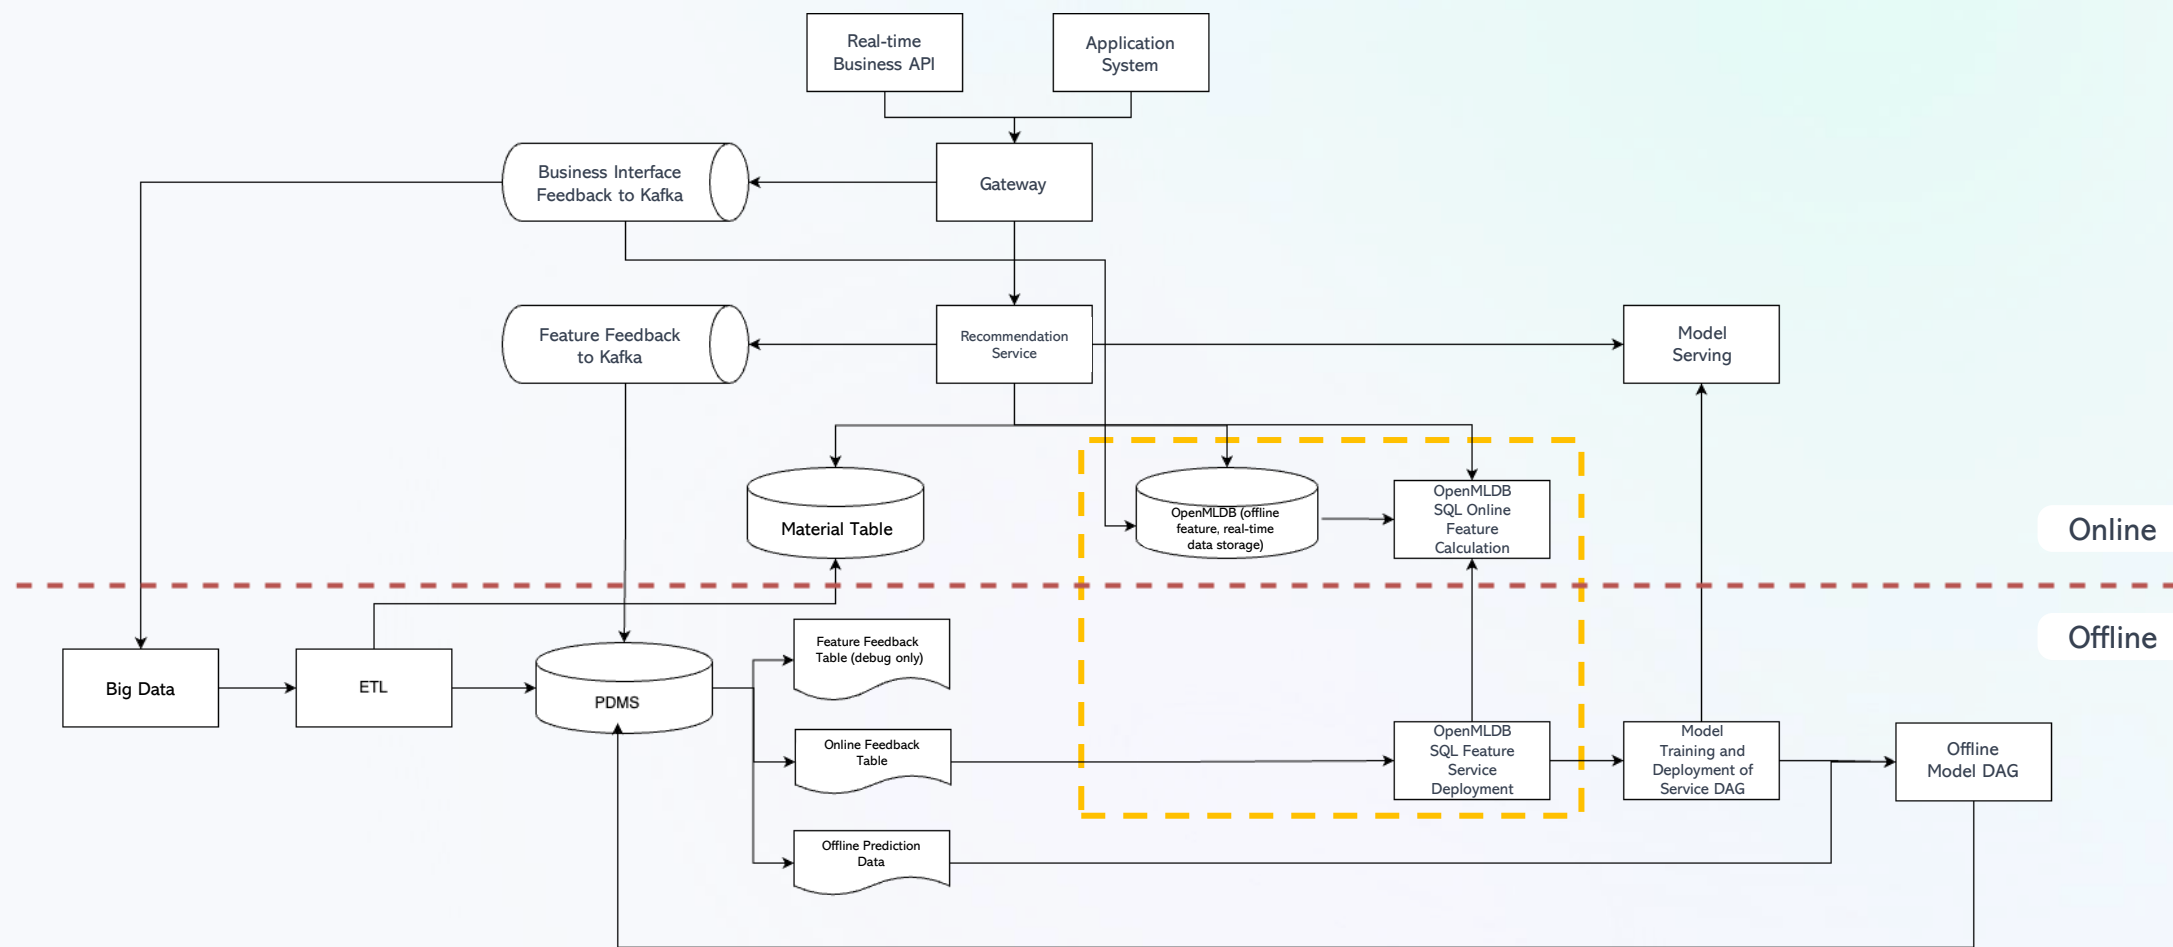 Real-time
Business API
Application
System
Business Interface
Feedback to Kafka
Gateway
Feature Feedback
to Kafka
Recommendation
Service
Model
Serving
Material Table
OpenMLDB (offline
feature, real-time
data storage)
OpenMLDB
SQL Online
Feature
Calculation
Online
Offline
Big Data
ETL
PDMS
Feature Feedback
Table (debug only)
Online Feedback
Table
Offline Prediction
Data
OpenMLDB
SQL Feature
Service
Deployment
Model
Training and
Deployment of
Service DAG
Offline
Model DAG